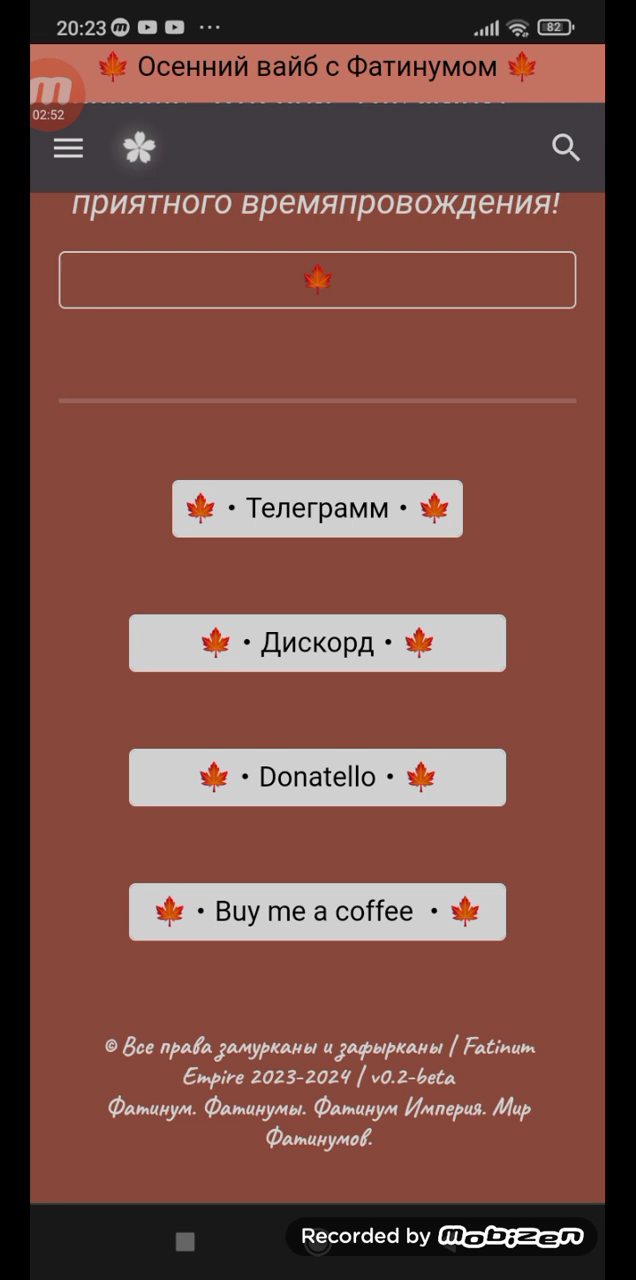 20:23 82
🍁 Осенний вайб с Фатинумом 🍁
02:52
приятного времяпровождения!
🍁
🍁 • Телеграмм • 🍁
🍁 • Дискорд • 🍁
🍁 • Donatello • 🍁
🍁 • Buy me a coffee • 🍁
© Все права замурканы и зафырканы | Fatinum
Empire 2023-2024 | v0.2-beta
Фатинум. Фатинумы. Фатинум Империя. Мир
Фатинумов.
Recorded by mobizen